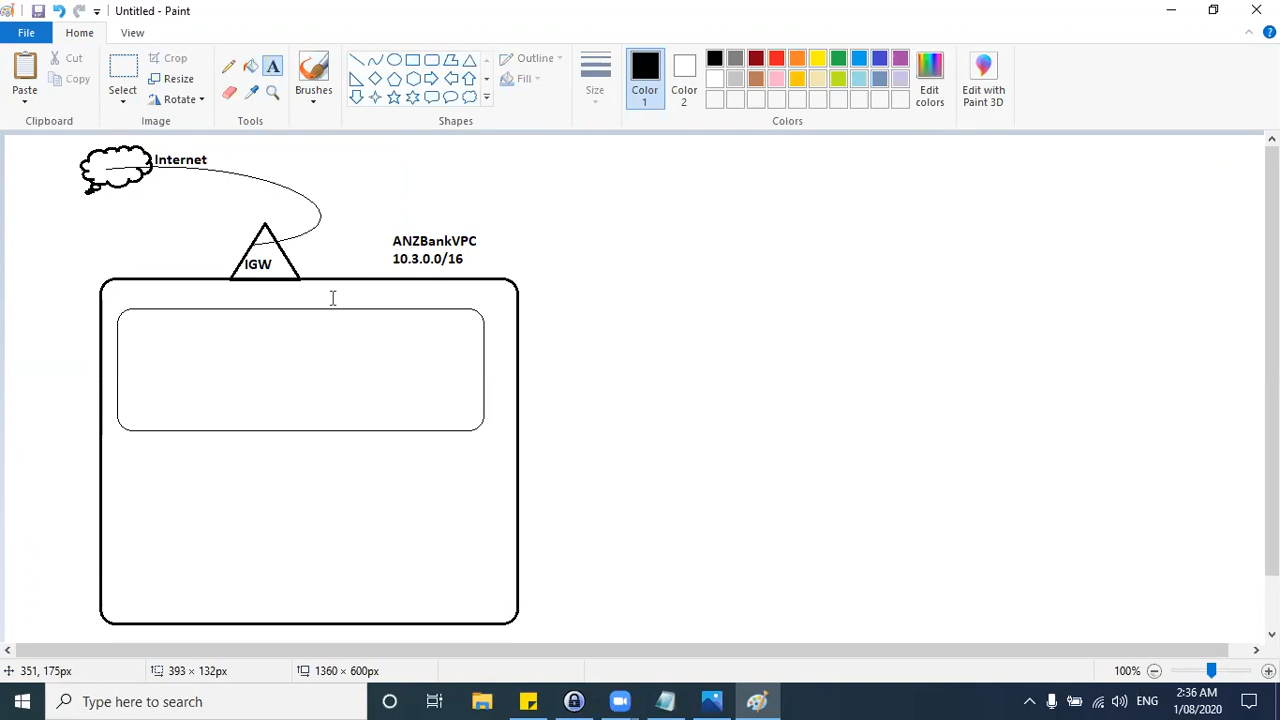 Untitled - Paint
File
Home
View
Paste
Cut
Copy
Clipboard
Select
Crop
Resize
Rotate
Image
A
Tools
Brushes
Shapes
Outline
Fill
Size
Color 1
Color 2
Colors
Edit colors
Edit with Paint 3D
Internet
IGW
ANZBankVPC
10.3.0.0/16
351, 175px
393 × 132px
1360 × 600px
100%
Type here to search
ENG
2:36 AM
1/08/2020